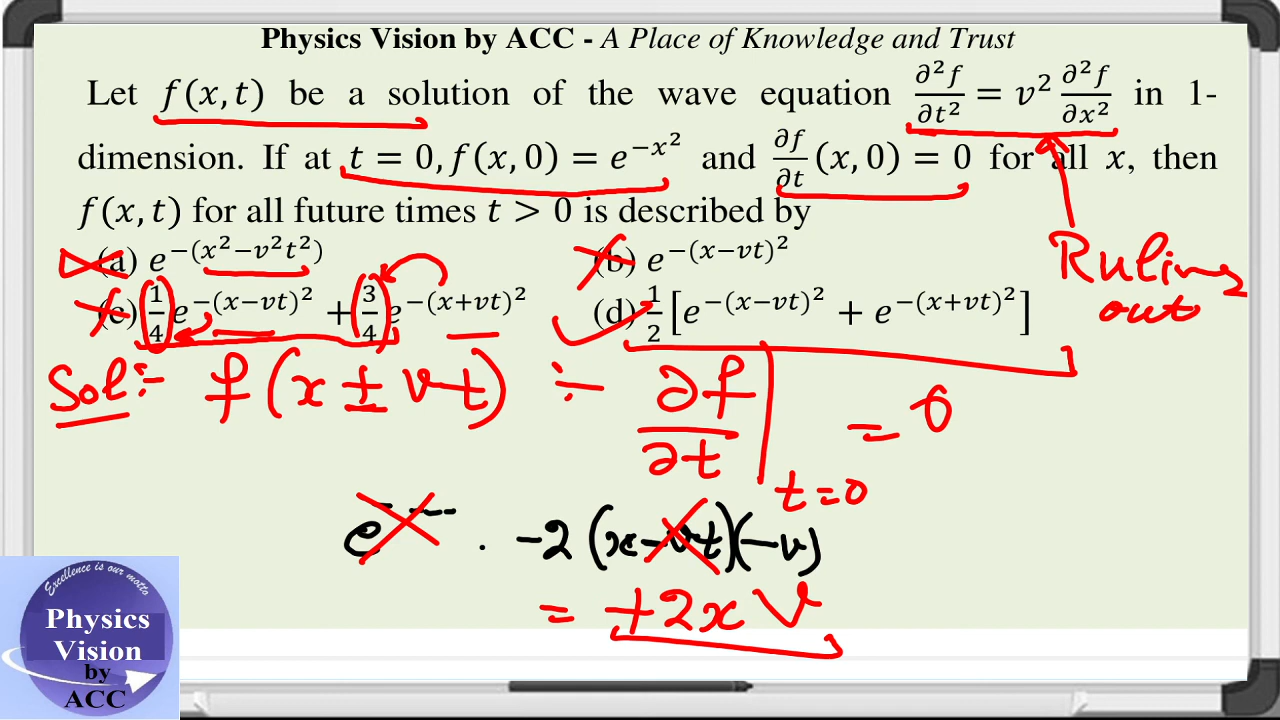 Physics Vision by ACC - A Place of Knowledge and Trust
Let f(x, t) be a solution of the wave equation ∂²f/∂t² = v² ∂²f/∂x² in 1-
dimension. If at t = 0, f(x, 0) = e^{-x²} and ∂f/∂t (x, 0) = 0 for all x, then
f(x, t) for all future times t > 0 is described by
(a) e^{-(x²-v²t²)} (b) e^{-(x-vt)²}
Ruling
out
(c) 1/4 e^{-(x-vt)²} + 3/4 e^{-(x+vt)²} (d) 1/2 [e^{-(x-vt)²} + e^{-(x+vt)²}]
Sol:- f(x ± vt) ÷ ∂f/∂t | t=0 = 0
e^{- ---} . -2(x-vt)(-v)
= +2xv
Excellence is our motto
Physics
Vision
by
ACC